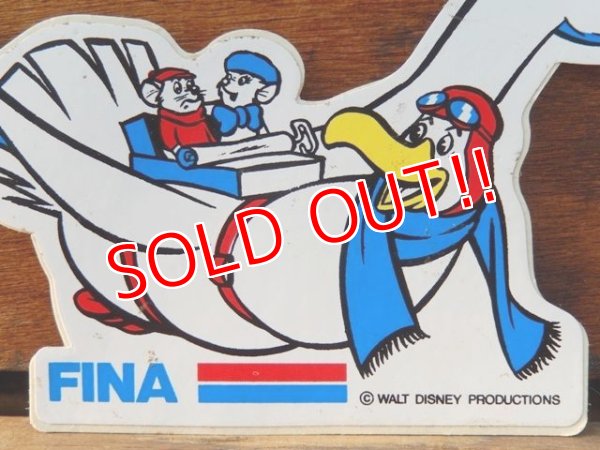 SOLD OUT!!
FINA
© WALT DISNEY PRODUCTIONS